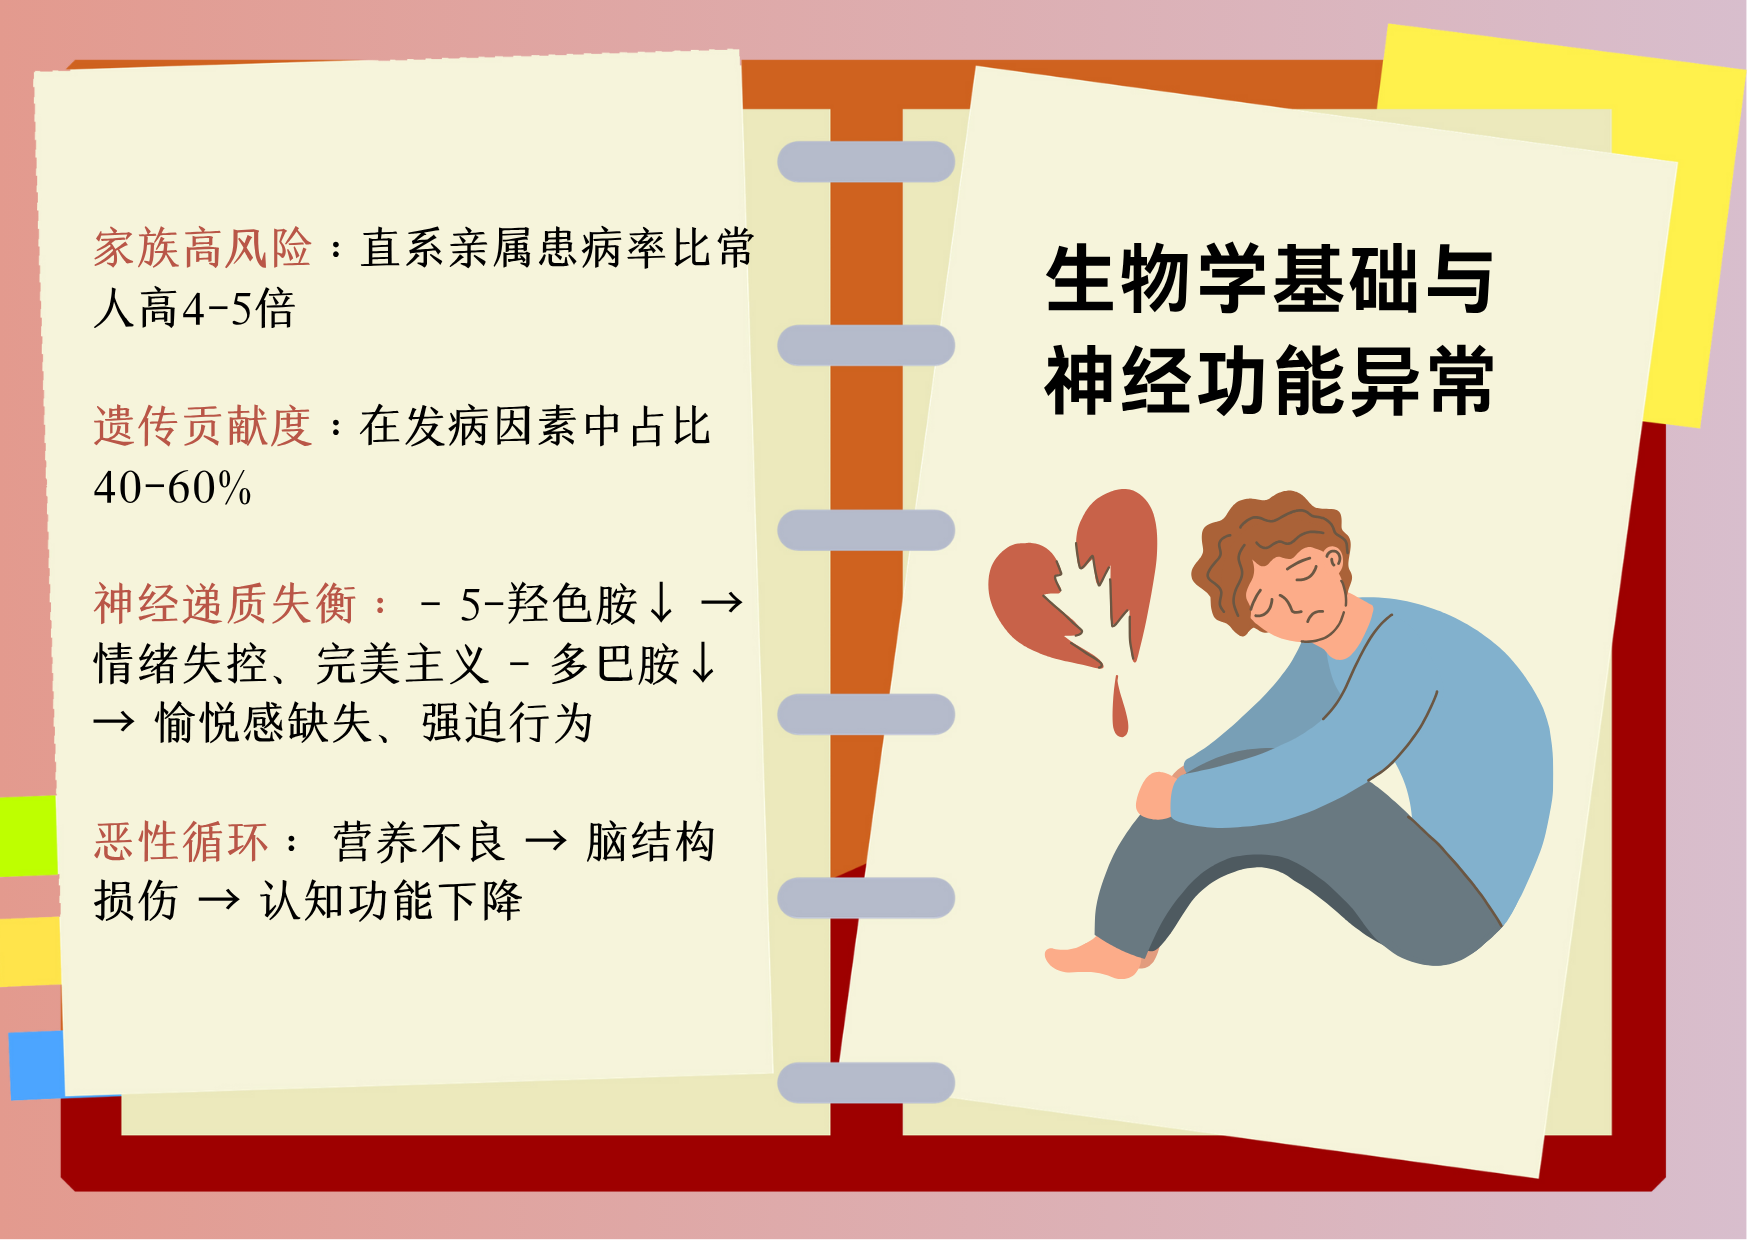 家族高风险：直系亲属患病率比常
人高4-5倍
遗传贡献度：在发病因素中占比
40-60%
神经递质失衡： - 5-羟色胺↓ →
情绪失控、完美主义 - 多巴胺↓
→ 愉悦感缺失、强迫行为
恶性循环： 营养不良 → 脑结构
损伤 → 认知功能下降
生物学基础与
神经功能异常